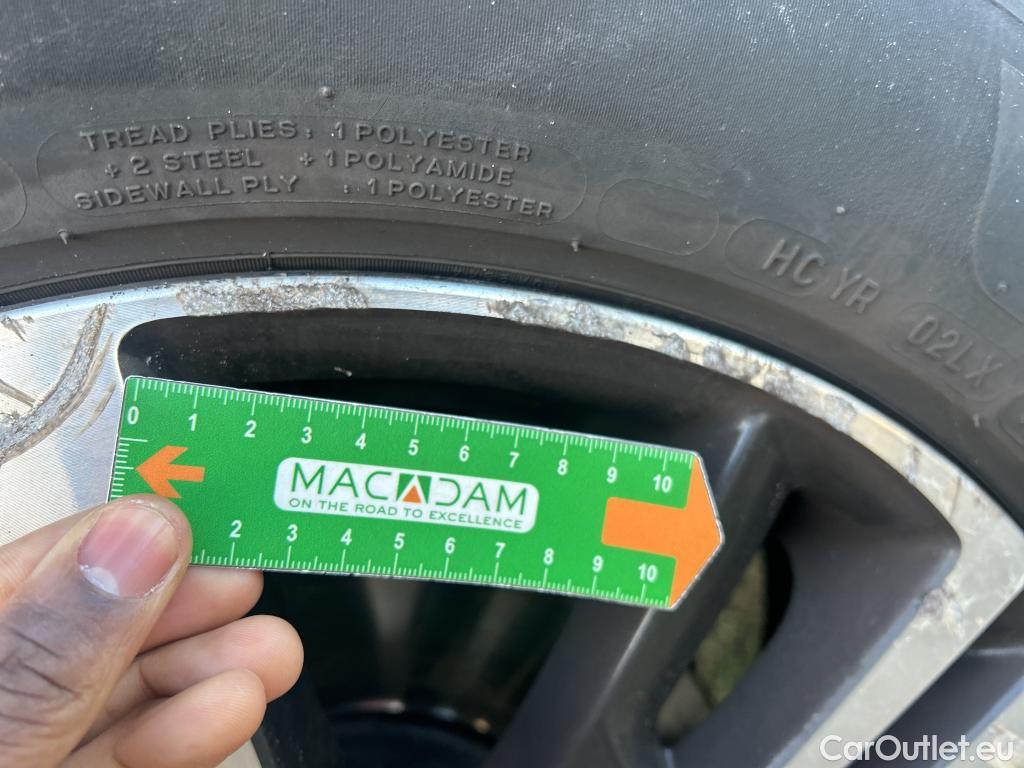 TREAD PLIES : 1 POLYESTER
+ 2 STEEL + 1 POLYAMIDE
SIDEWALL PLY : 1 POLYESTER
HC YR 02LX
0 1 2 3 4 5 6 7 8 9 10
MACADAM
ON THE ROAD TO EXCELLENCE
2 3 4 5 6 7 8 9 10
CarOutlet.eu